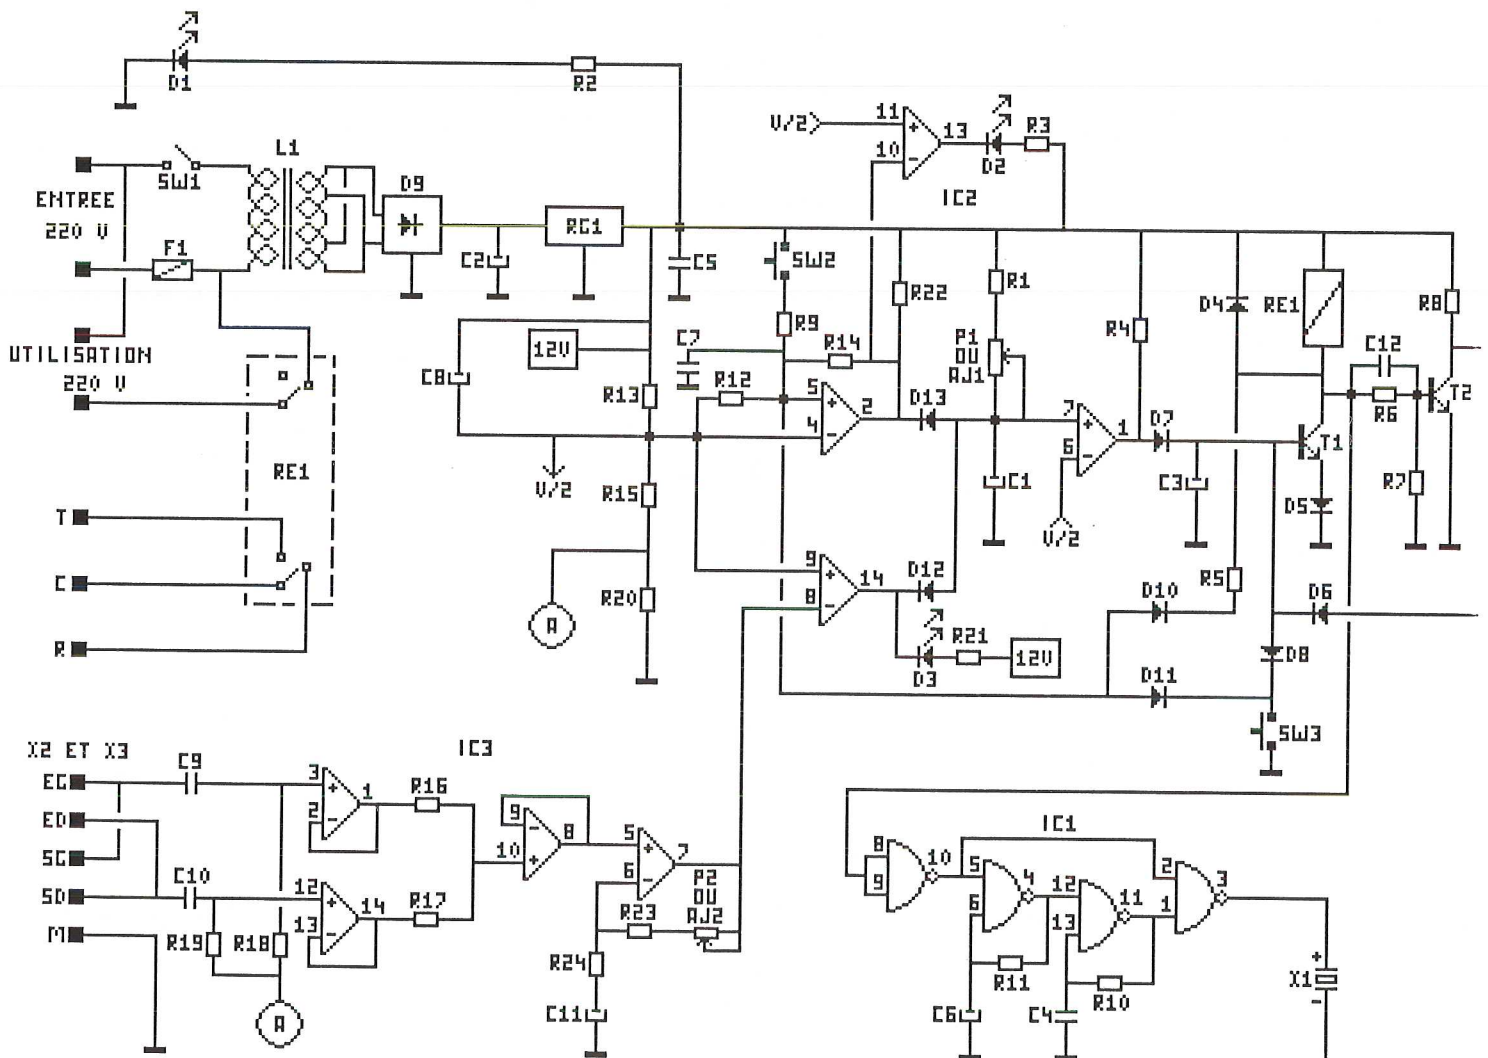 D1
R2
V/2
11
+
10
-
13
D2
R3
IC2
L1
SW1
D9
ENTREE
220 V
F1
RG1
C2
C5
SW2
R22
R1
D4
RE1
R8
UTILISATION
220 V
12V
C8
R13
C7
R9
R14
P1
OU
AJ1
R4
C12
R12
5
+
4
-
2
D13
7
+
6
-
1
D7
R6
T2
T1
RE1
V/2
R15
C1
V/2
C3
D5
R7
T
C
R
R20
A
9
+
8
-
14
D12
R5
D10
D6
D3
R21
12V
D11
D8
SW3
X2 ET X3
IC3
EG
ED
SG
SD
M
C9
3
+
2
-
1
R16
C10
12
+
13
-
14
R17
R19
R18
A
9
-
10
+
8
5
+
6
-
7
P2
OU
AJ2
R23
R24
C11
IC1
8
9
10
5
6
4
12
13
11
2
1
3
R11
R10
C6
C4
X1
+
-